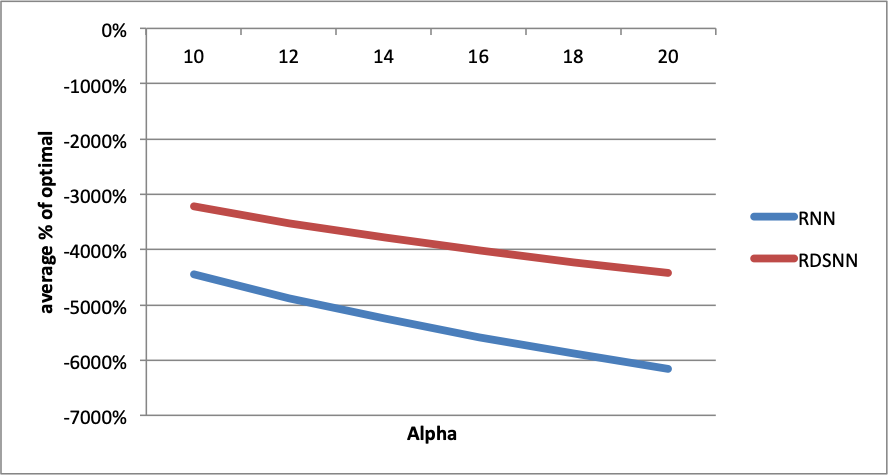 0%
10 12 14 16 18 20
-1000%
-2000%
-3000%
-4000%
-5000%
-6000%
-7000%
average % of optimal
Alpha
RNN
RDSNN